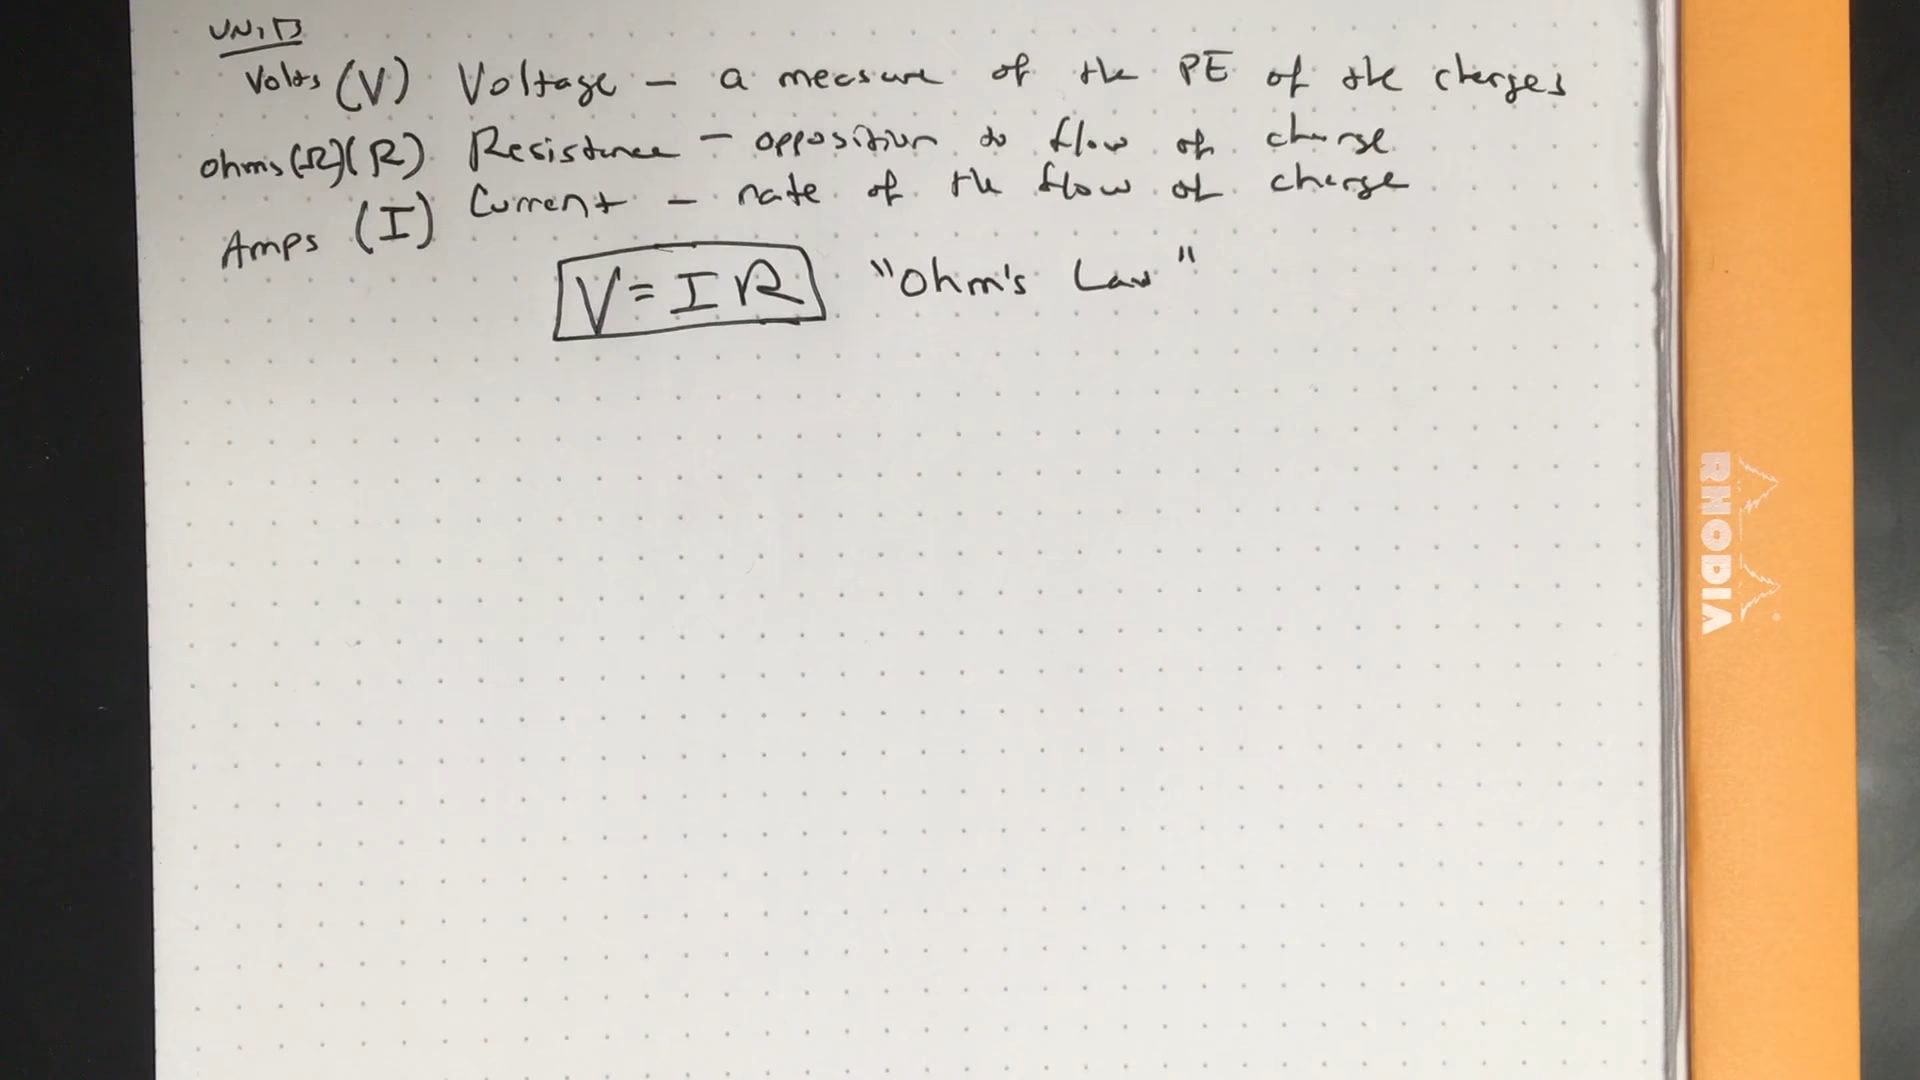 UNITS
Volts (V) Voltage – a measure of the PE of the charges
ohms (Ω)(R) Resistance – opposition to flow of charge
Amps (I) Current – rate of the flow of charge
V = IR "Ohm's Law"
RHODIA